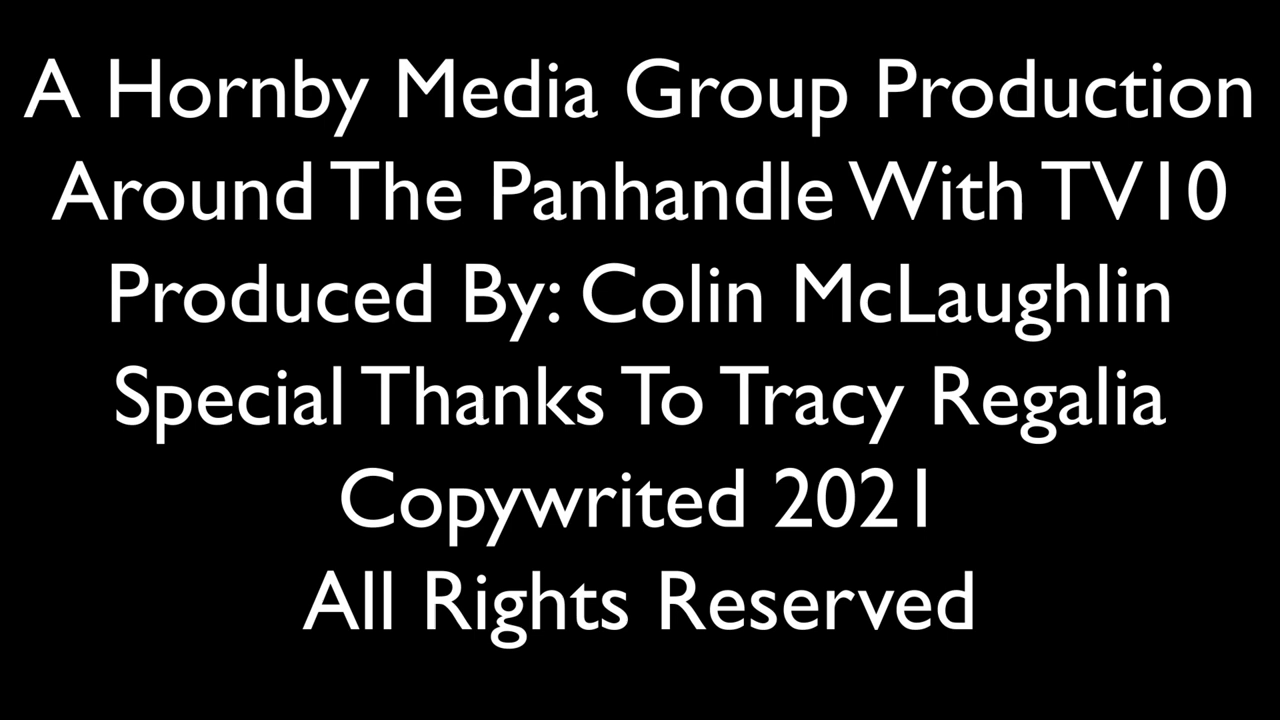 A Hornby Media Group Production
Around The Panhandle With TV10
Produced By: Colin McLaughlin
Special Thanks To Tracy Regalia
Copywrited 2021
All Rights Reserved